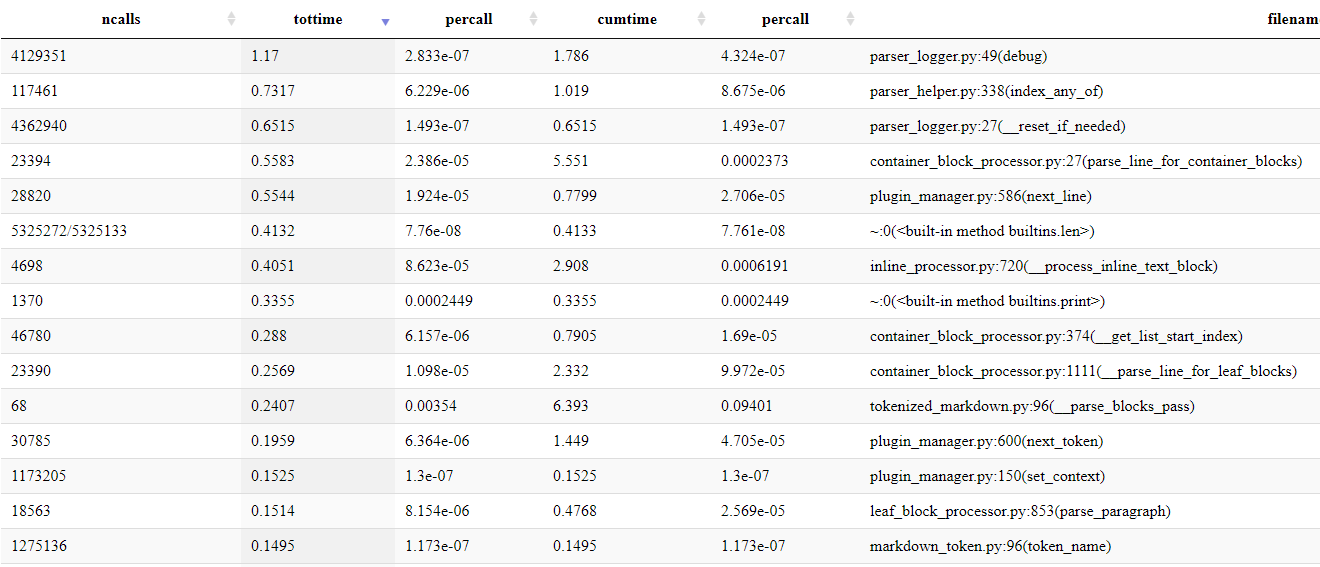 ncalls tottime percall cumtime percall filenam
4129351 1.17 2.833e-07 1.786 4.324e-07 parser_logger.py:49(debug)
117461 0.7317 6.229e-06 1.019 8.675e-06 parser_helper.py:338(index_any_of)
4362940 0.6515 1.493e-07 0.6515 1.493e-07 parser_logger.py:27(__reset_if_needed)
23394 0.5583 2.386e-05 5.551 0.0002373 container_block_processor.py:27(parse_line_for_container_blocks)
28820 0.5544 1.924e-05 0.7799 2.706e-05 plugin_manager.py:586(next_line)
5325272/5325133 0.4132 7.76e-08 0.4133 7.761e-08 ~:0(<built-in method builtins.len>)
4698 0.4051 8.623e-05 2.908 0.0006191 inline_processor.py:720(__process_inline_text_block)
1370 0.3355 0.0002449 0.3355 0.0002449 ~:0(<built-in method builtins.print>)
46780 0.288 6.157e-06 0.7905 1.69e-05 container_block_processor.py:374(__get_list_start_index)
23390 0.2569 1.098e-05 2.332 9.972e-05 container_block_processor.py:1111(__parse_line_for_leaf_blocks)
68 0.2407 0.00354 6.393 0.09401 tokenized_markdown.py:96(__parse_blocks_pass)
30785 0.1959 6.364e-06 1.449 4.705e-05 plugin_manager.py:600(next_token)
1173205 0.1525 1.3e-07 0.1525 1.3e-07 plugin_manager.py:150(set_context)
18563 0.1514 8.154e-06 0.4768 2.569e-05 leaf_block_processor.py:853(parse_paragraph)
1275136 0.1495 1.173e-07 0.1495 1.173e-07 markdown_token.py:96(token_name)